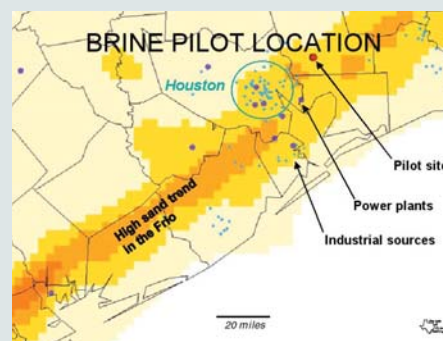 BRINE PILOT LOCATION
Houston
Pilot site
Power plants
Industrial sources
High sand trend
in the Frio
20 miles